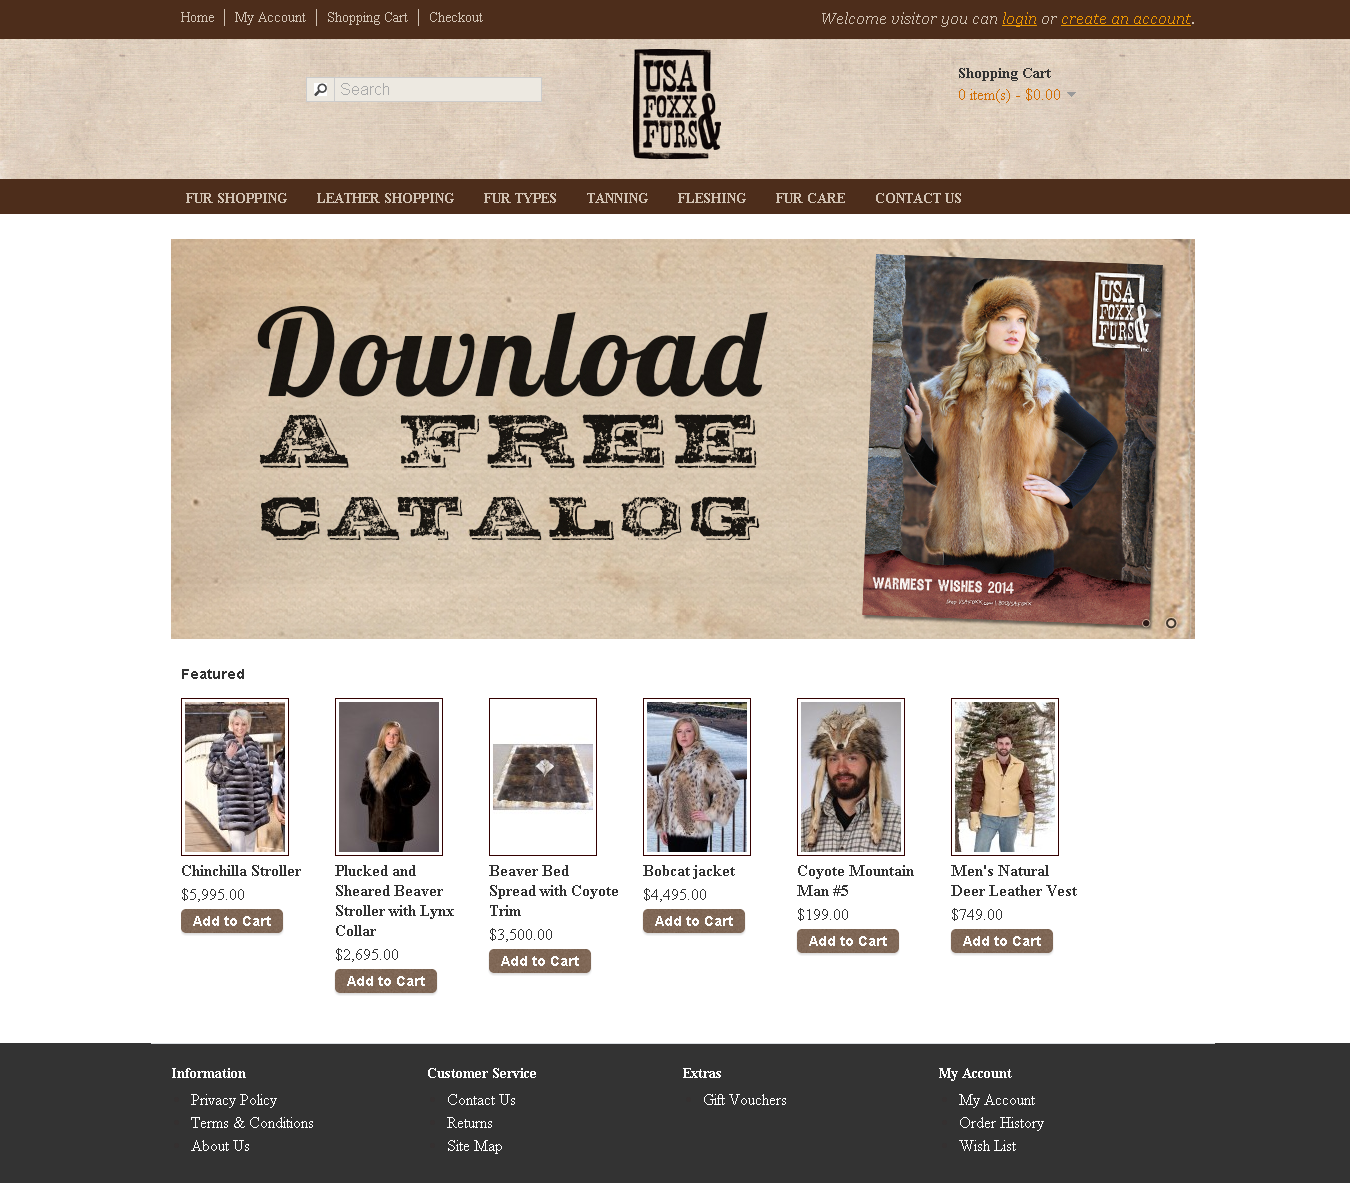 Home
My Account
Shopping Cart
Checkout
Welcome visitor you can login or create an account.
Search
USA
FOXX
& FURS
Shopping Cart
0 item(s) - $0.00
FUR SHOPPING
LEATHER SHOPPING
FUR TYPES
TANNING
FLESHING
FUR CARE
CONTACT US
Download
A FREE
CATALOG
USA
FOXX
& FURS
inc.
WARMEST WISHES 2014
Featured
Chinchilla Stroller
$5,995.00
Add to Cart
Plucked and
Sheared Beaver
Stroller with Lynx
Collar
$2,695.00
Add to Cart
Beaver Bed
Spread with Coyote
Trim
$3,500.00
Add to Cart
Bobcat jacket
$4,495.00
Add to Cart
Coyote Mountain
Man #5
$199.00
Add to Cart
Men's Natural
Deer Leather Vest
$749.00
Add to Cart
Information
Privacy Policy
Terms & Conditions
About Us
Customer Service
Contact Us
Returns
Site Map
Extras
Gift Vouchers
My Account
My Account
Order History
Wish List